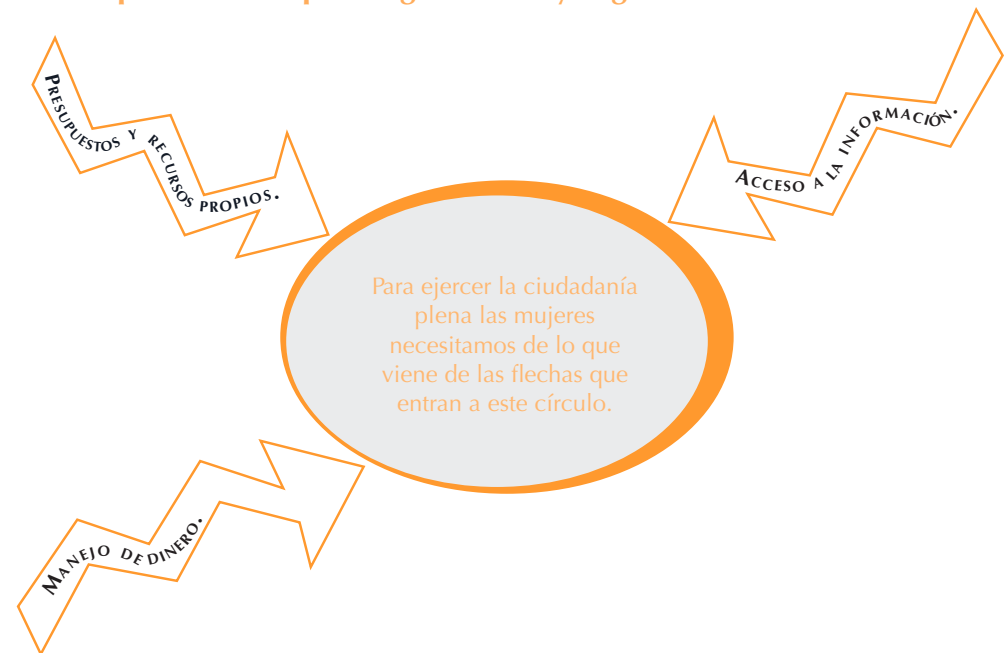 PRESUPUESTOS Y RECURSOS PROPIOS.
ACCESO A LA INFORMACIÓN.
Para ejercer la ciudadanía
plena las mujeres
necesitamos de lo que
viene de las flechas que
entran a este círculo.
MANEJO DE DINERO.